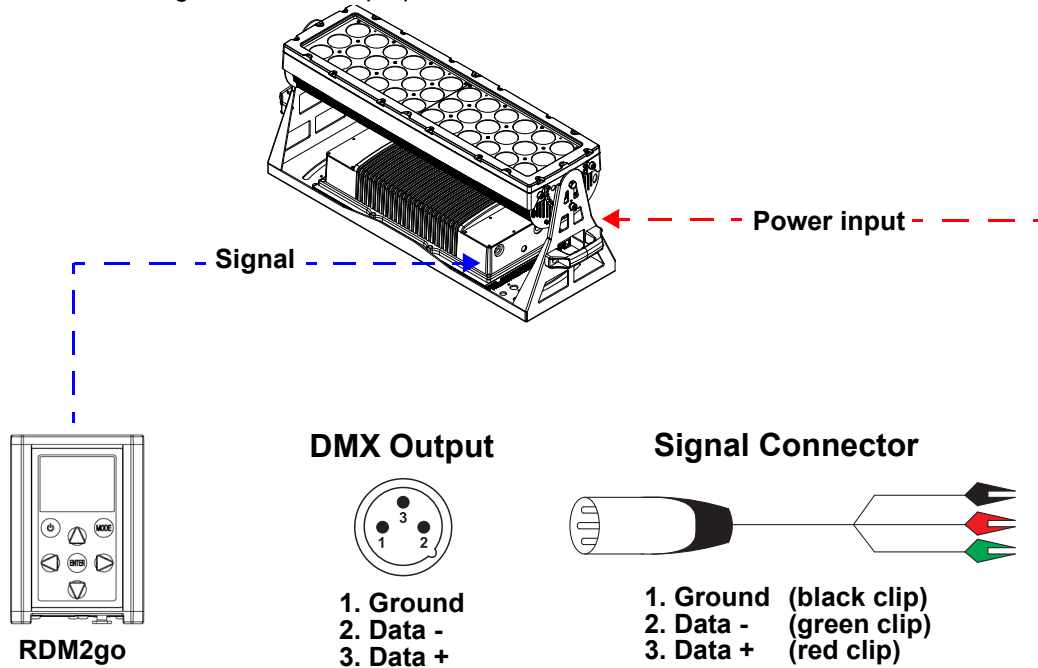 Power input
Signal
DMX Output
Signal Connector
3
1 2
MODE
ENTER
1. Ground
2. Data -
3. Data +
1. Ground (black clip)
2. Data - (green clip)
3. Data + (red clip)
RDM2go